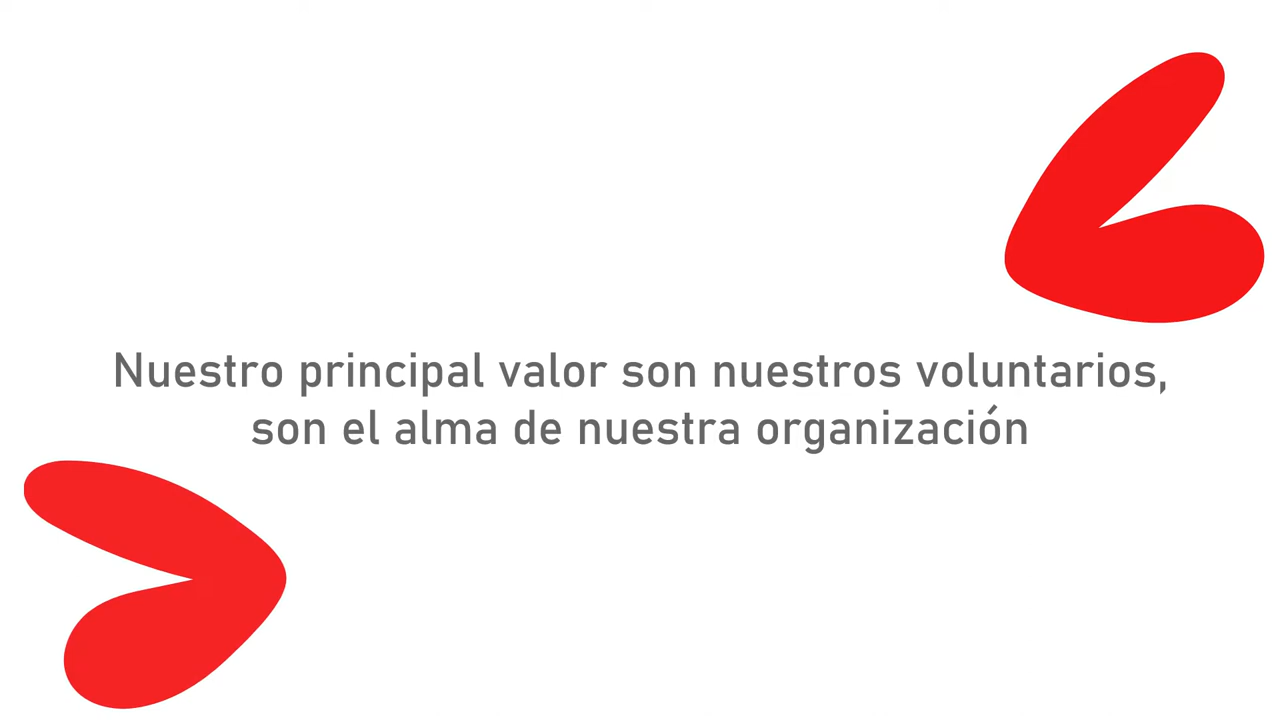 Nuestro principal valor son nuestros voluntarios,
son el alma de nuestra organización